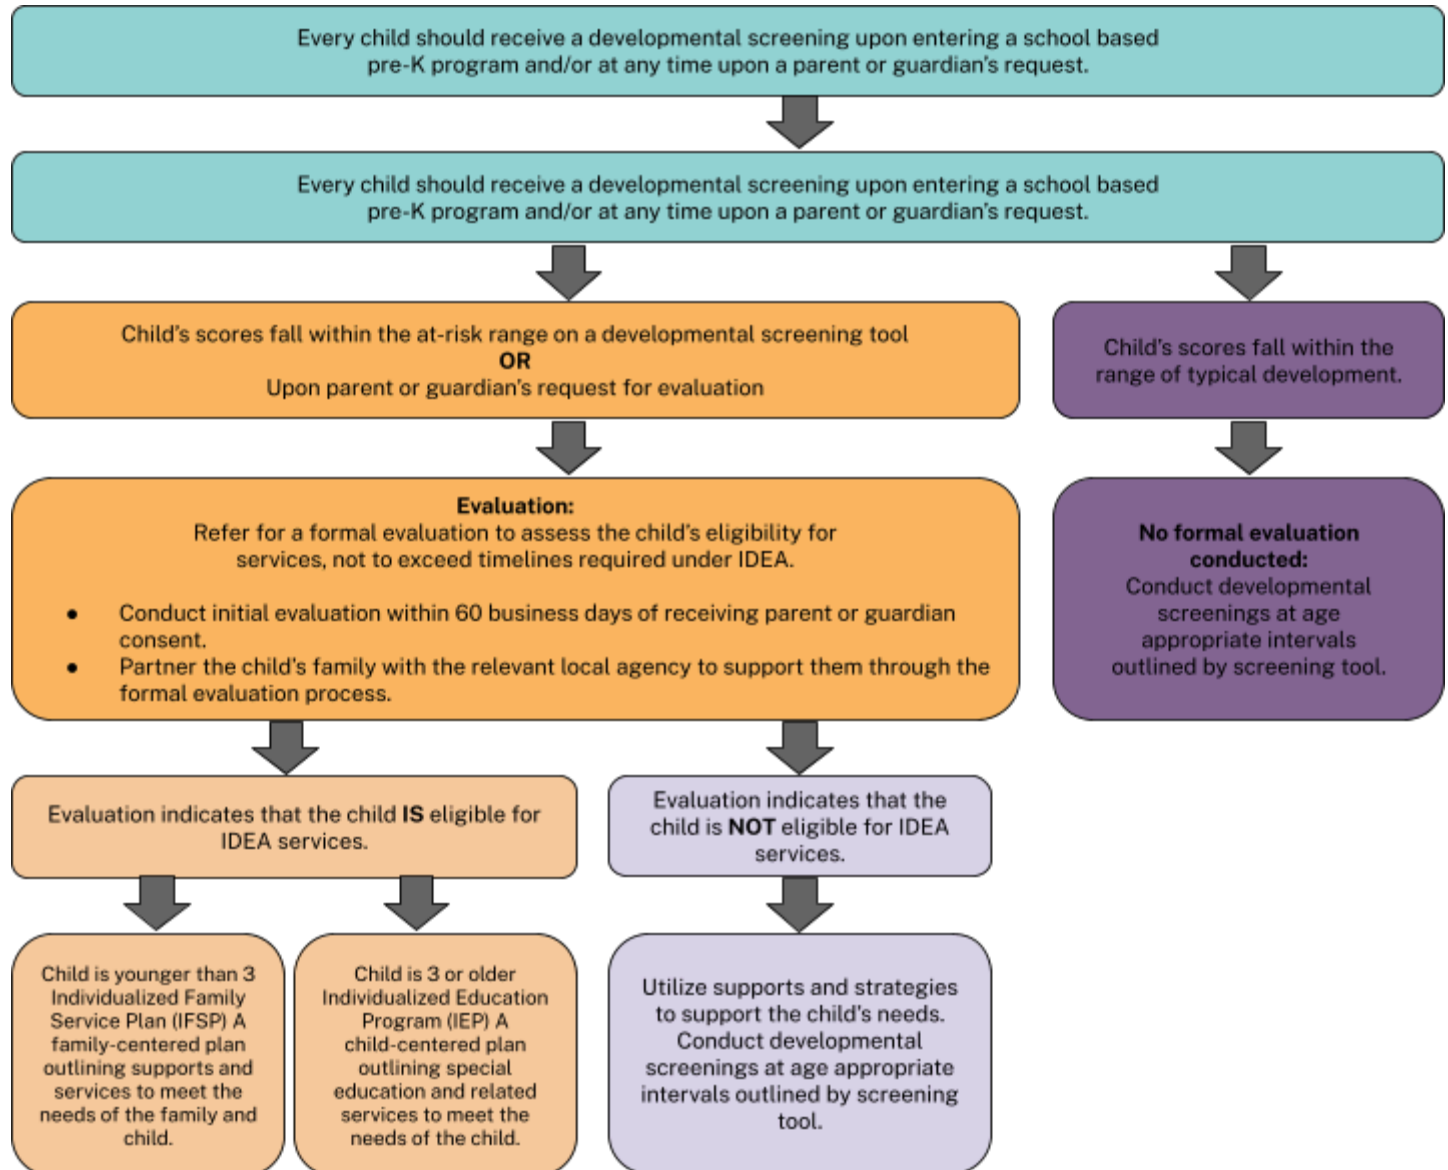 Every child should receive a developmental screening upon entering a school based
pre-K program and/or at any time upon a parent or guardian's request.
Every child should receive a developmental screening upon entering a school based
pre-K program and/or at any time upon a parent or guardian's request.
Child's scores fall within the at-risk range on a developmental screening tool
OR
Upon parent or guardian's request for evaluation
Child's scores fall within the
range of typical development.
Evaluation:
Refer for a formal evaluation to assess the child's eligibility for
services, not to exceed timelines required under IDEA.
● Conduct initial evaluation within 60 business days of receiving parent or guardian
consent.
● Partner the child's family with the relevant local agency to support them through the
formal evaluation process.
No formal evaluation
conducted:
Conduct developmental
screenings at age
appropriate intervals
outlined by screening tool.
Evaluation indicates that the child IS eligible for
IDEA services.
Evaluation indicates that the
child is NOT eligible for IDEA
services.
Child is younger than 3
Individualized Family
Service Plan (IFSP) A
family-centered plan
outlining supports and
services to meet the
needs of the family and
child.
Child is 3 or older
Individualized Education
Program (IEP) A
child-centered plan
outlining special
education and related
services to meet the
needs of the child.
Utilize supports and strategies
to support the child's needs.
Conduct developmental
screenings at age appropriate
intervals outlined by screening
tool.